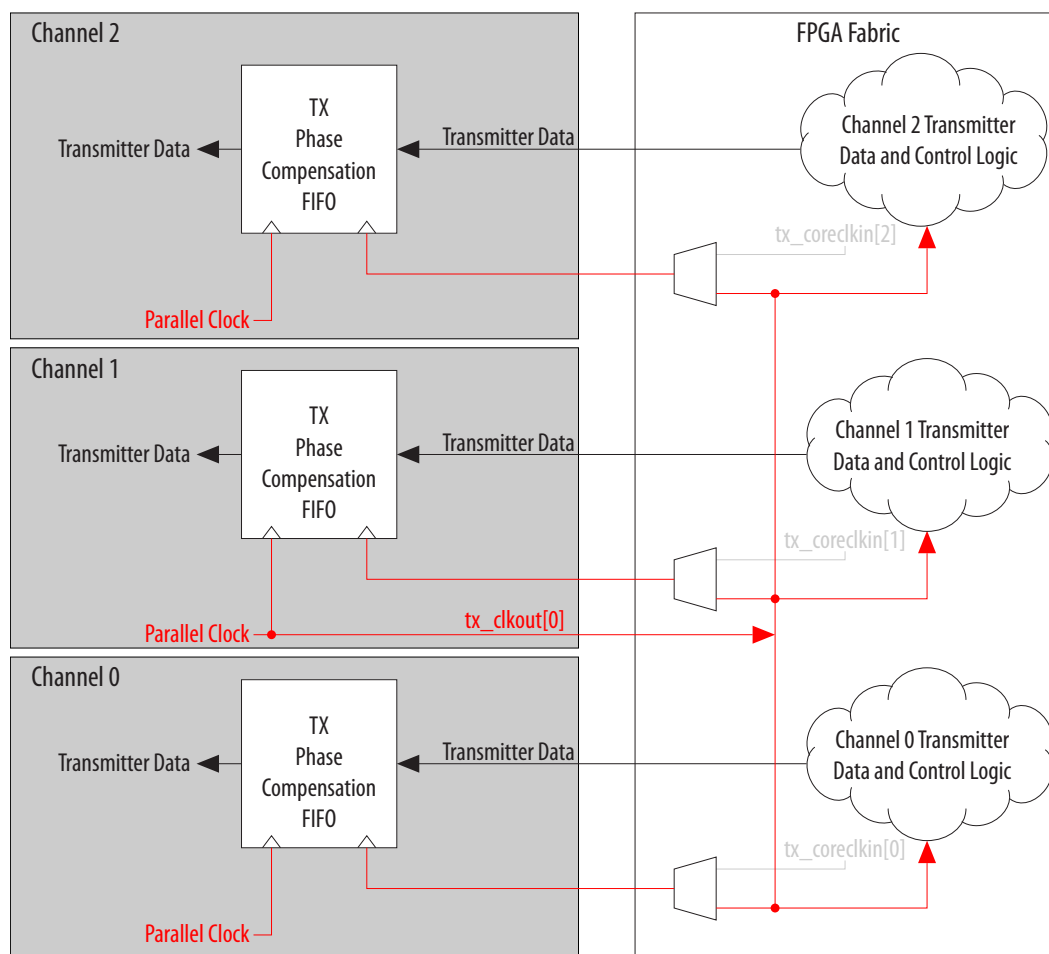 Channel 2
FPGA Fabric
TX
Phase
Compensation
FIFO
Transmitter Data
Transmitter Data
Channel 2 Transmitter
Data and Control Logic
tx_coreclkin[2]
Parallel Clock
Channel 1
TX
Phase
Compensation
FIFO
Transmitter Data
Transmitter Data
Channel 1 Transmitter
Data and Control Logic
tx_coreclkin[1]
tx_clkout[0]
Parallel Clock
Channel 0
TX
Phase
Compensation
FIFO
Transmitter Data
Transmitter Data
Channel 0 Transmitter
Data and Control Logic
tx_coreclkin[0]
Parallel Clock